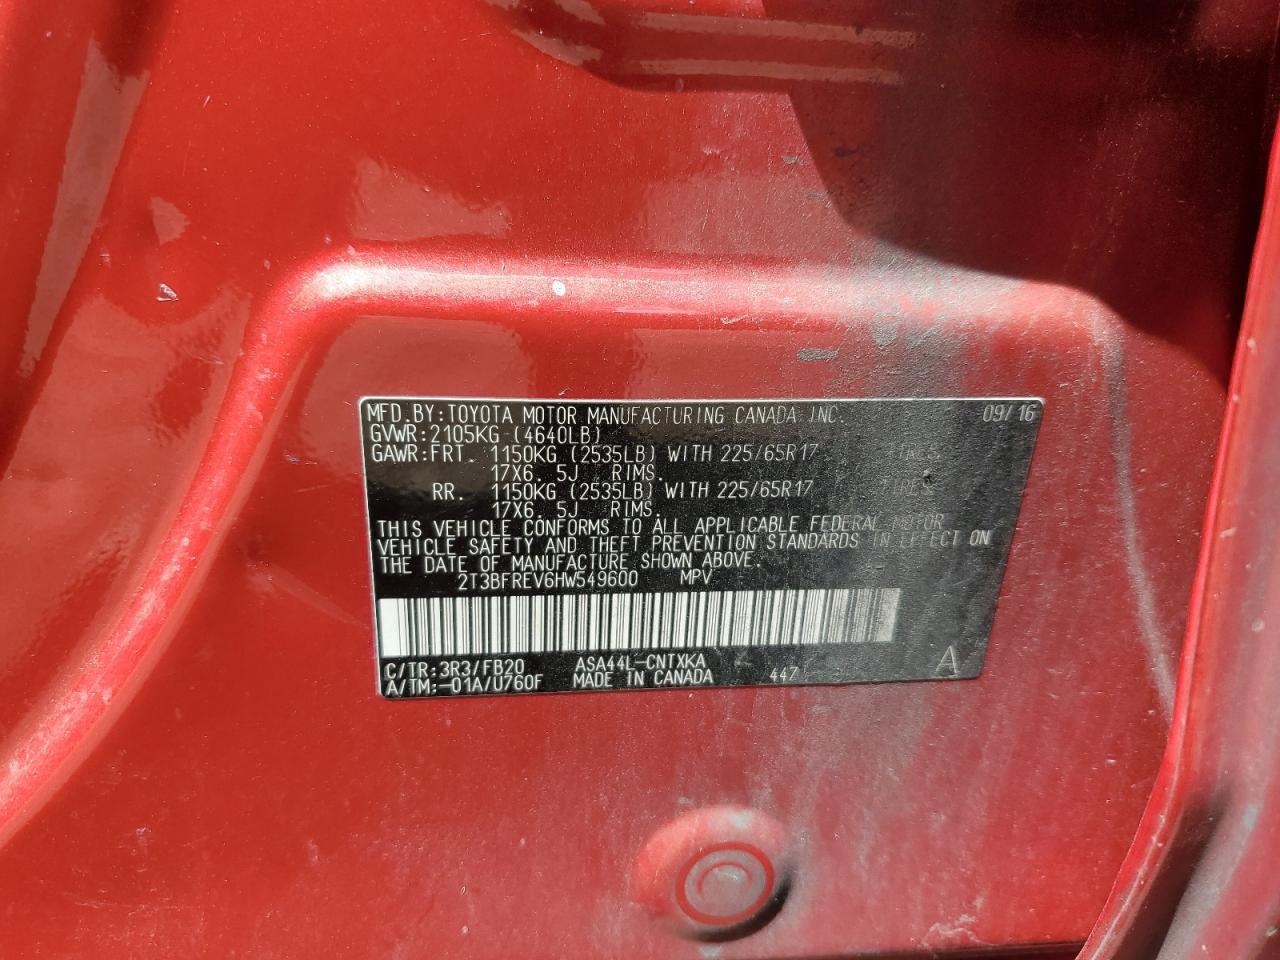 MFD.BY:TOYOTA MOTOR MANUFACTURING CANADA INC. 09/16
GVWR:2105KG (4640LB)
GAWR:FRT. 1150KG (2535LB) WITH 225/65R17 TIRES,
17X6. 5J RIMS.
RR. 1150KG (2535LB) WITH 225/65R17 TIRES,
17X6. 5J RIMS.
THIS VEHICLE CONFORMS TO ALL APPLICABLE FEDERAL MOTOR
VEHICLE SAFETY AND THEFT PREVENTION STANDARDS IN EFFECT ON
THE DATE OF MANUFACTURE SHOWN ABOVE.
2T3BFREV6HW549600 MPV
C/TR:3R3/FB20 ASA44L-CNTXKA A
A/TM:-01A/U760F MADE IN CANADA 447